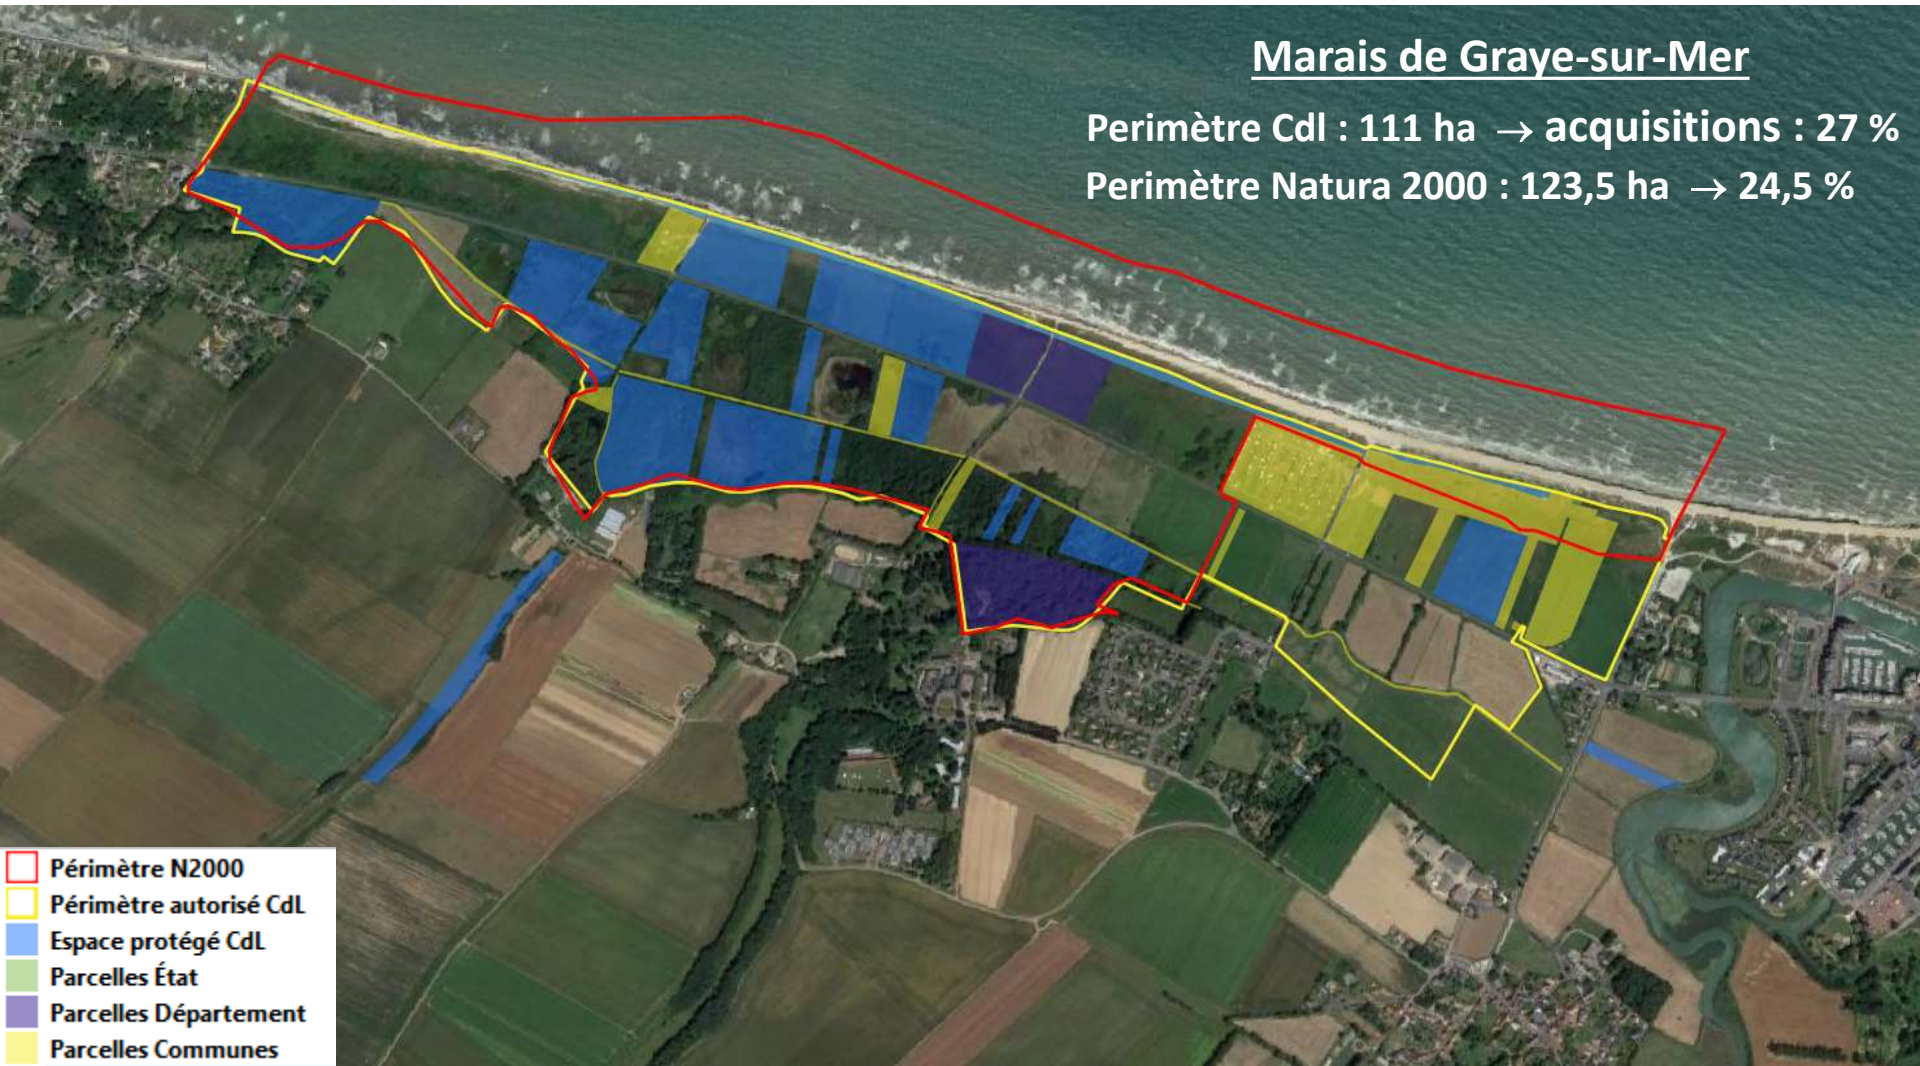 Marais de Graye-sur-Mer
Perimètre Cdl : 111 ha → acquisitions : 27 %
Perimètre Natura 2000 : 123,5 ha → 24,5 %
Périmètre N2000
Périmètre autorisé CdL
Espace protégé CdL
Parcelles État
Parcelles Département
Parcelles Communes